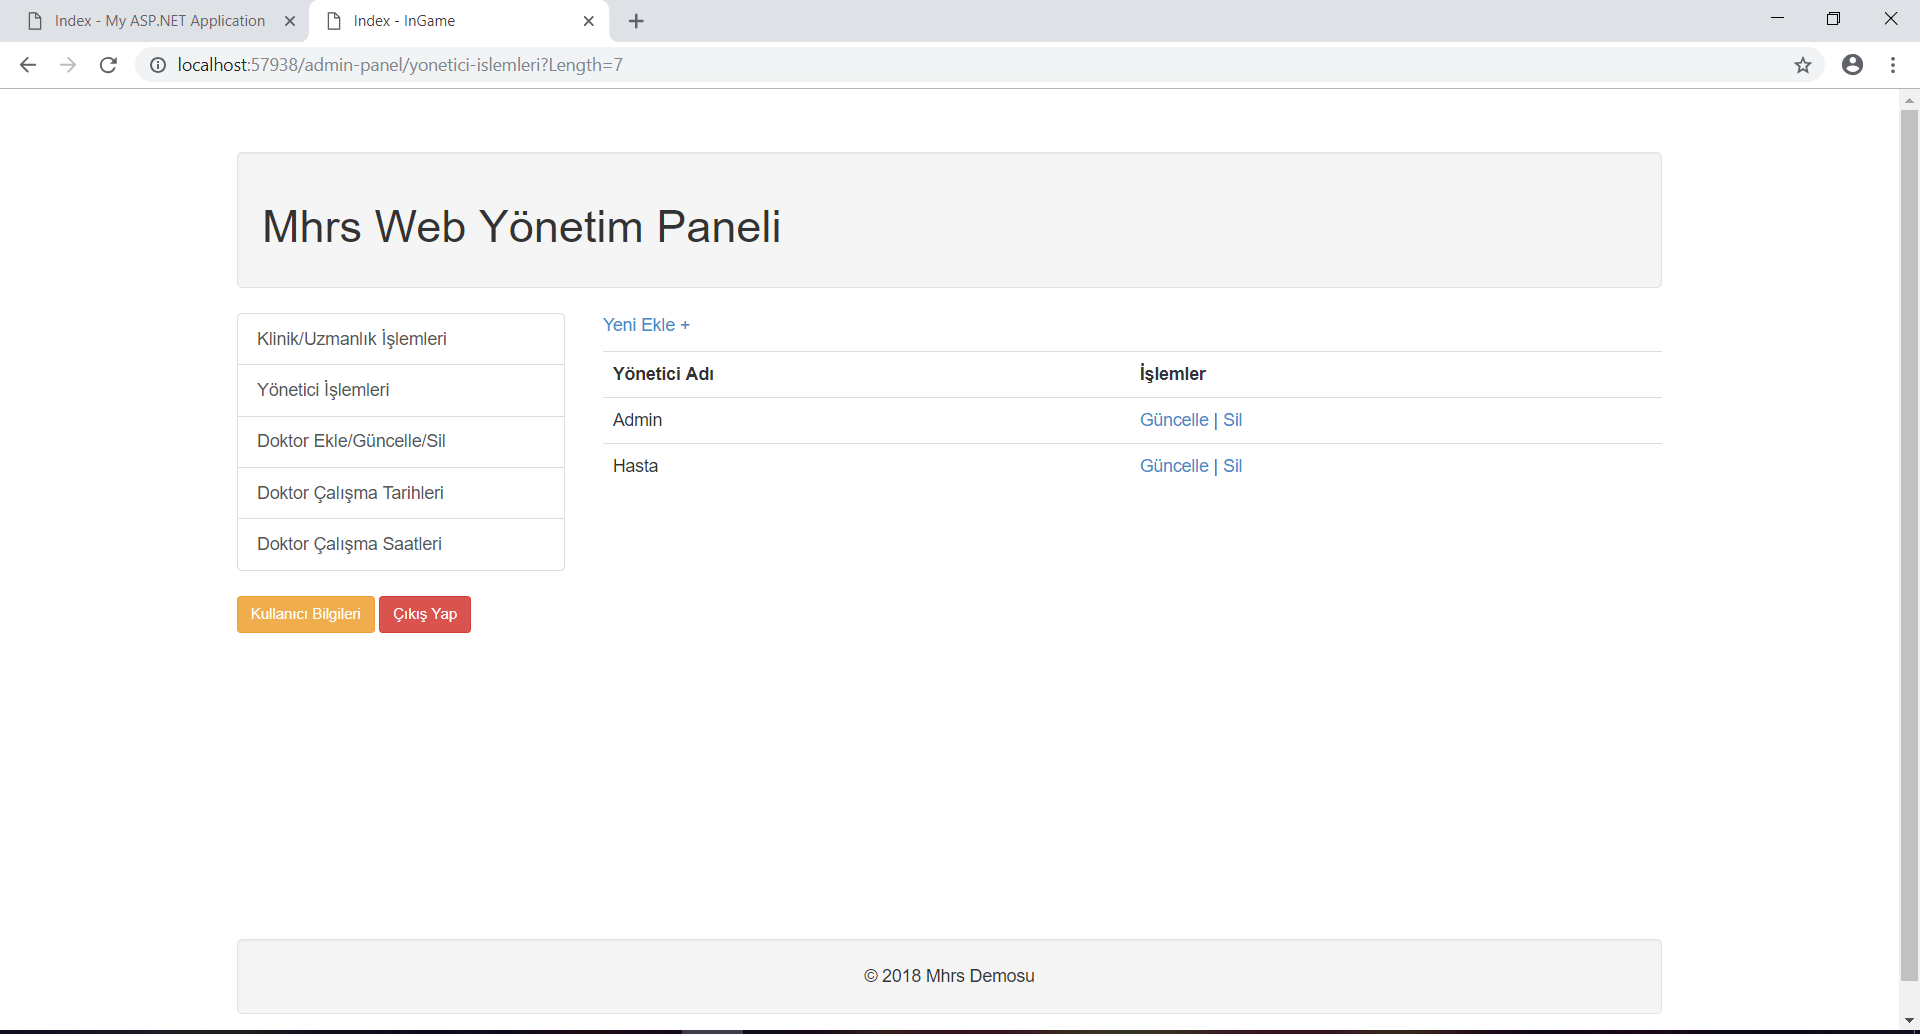 Index - My ASP.NET Application
Index - InGame
localhost:57938/admin-panel/yonetici-islemleri?Length=7
Mhrs Web Yönetim Paneli
Klinik/Uzmanlık İşlemleri
Yönetici İşlemleri
Doktor Ekle/Güncelle/Sil
Doktor Çalışma Tarihleri
Doktor Çalışma Saatleri
Kullanıcı Bilgileri
Çıkış Yap
Yeni Ekle +
Yönetici Adı İşlemler
Admin Güncelle | Sil
Hasta Güncelle | Sil
© 2018 Mhrs Demosu